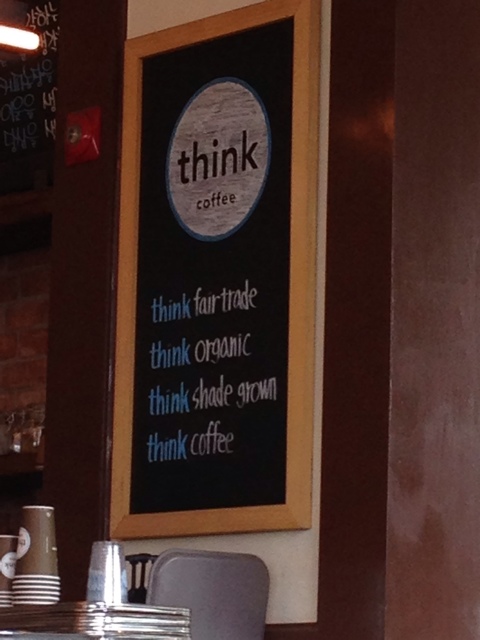 think
coffee
think fair trade
think organic
think shade grown
think coffee